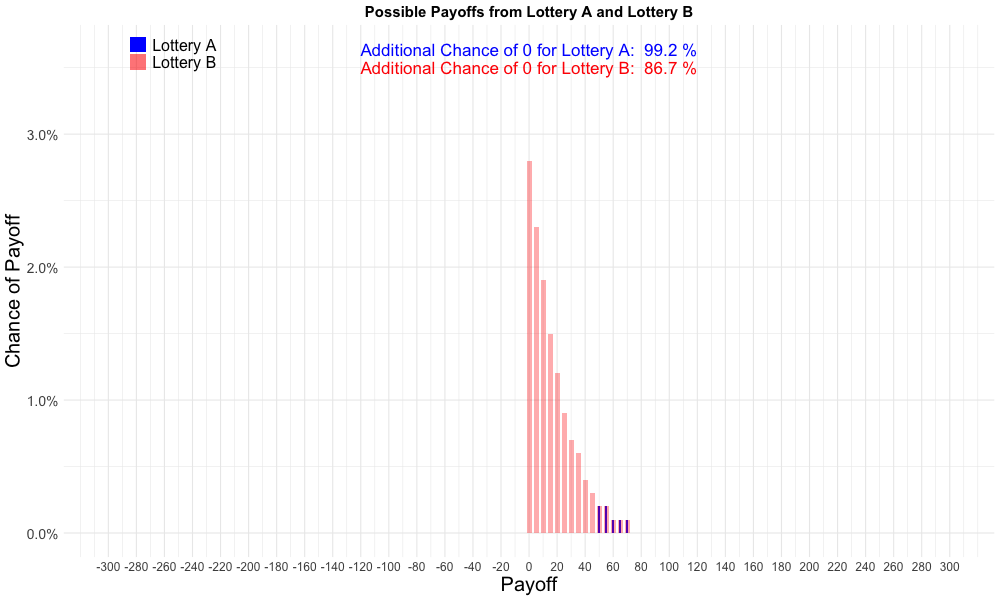 Possible Payoffs from Lottery A and Lottery B
Lottery A
Lottery B
Additional Chance of 0 for Lottery A: 99.2 %
Additional Chance of 0 for Lottery B: 86.7 %
Chance of Payoff
3.0%
2.0%
1.0%
0.0%
-300 -280 -260 -240 -220 -200 -180 -160 -140 -120 -100 -80 -60 -40 -20 0 20 40 60 80 100 120 140 160 180 200 220 240 260 280 300
Payoff